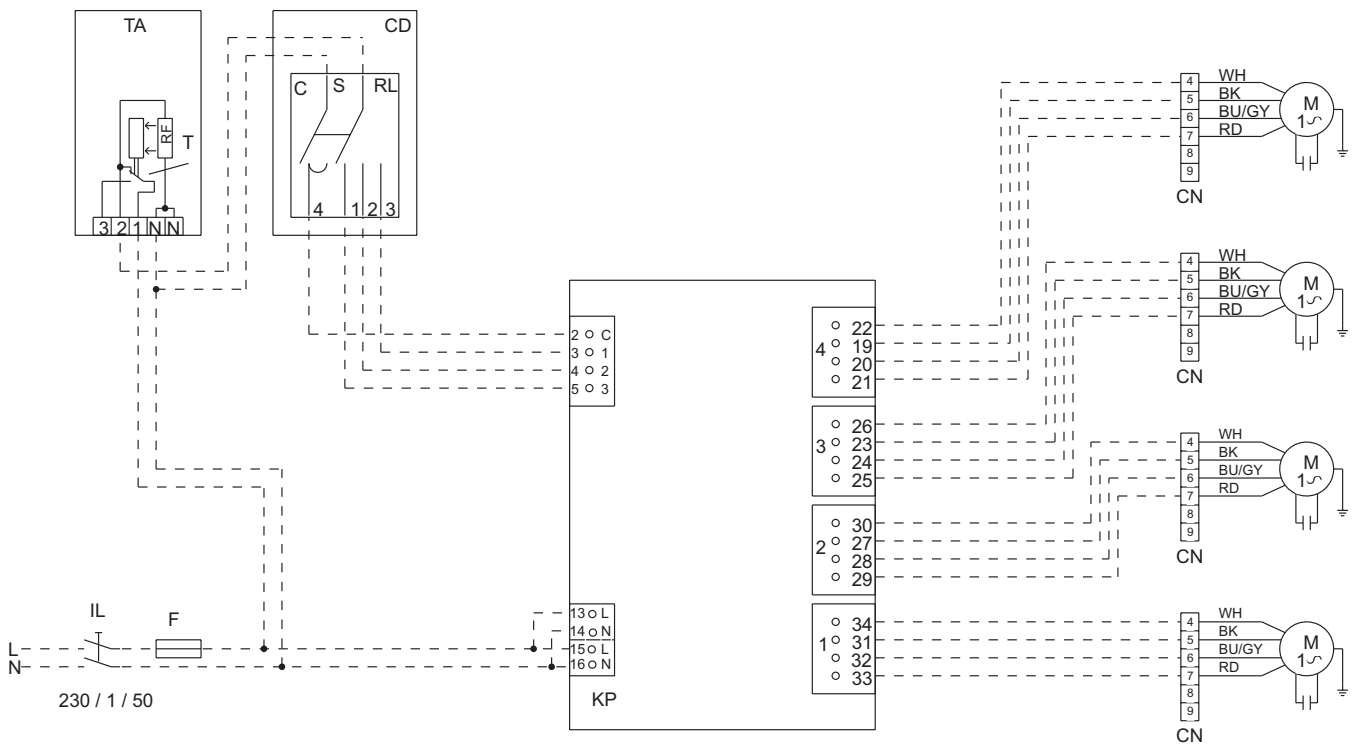 TA
CD
C S RL
RF
T
4 1 2 3
3 2 1 N N
2 C
3 1
4 2
5 3
4
22
19
20
21
3
26
23
24
25
2
30
27
28
29
1
34
31
32
33
13 L
14 N
15 L
16 N
KP
IL
F
L
N
230 / 1 / 50
4 WH
5 BK
6 BU/GY
7 RD
8
9
CN
M
1
4 WH
5 BK
6 BU/GY
7 RD
8
9
CN
M
1
4 WH
5 BK
6 BU/GY
7 RD
8
9
CN
M
1
4 WH
5 BK
6 BU/GY
7 RD
8
9
CN
M
1